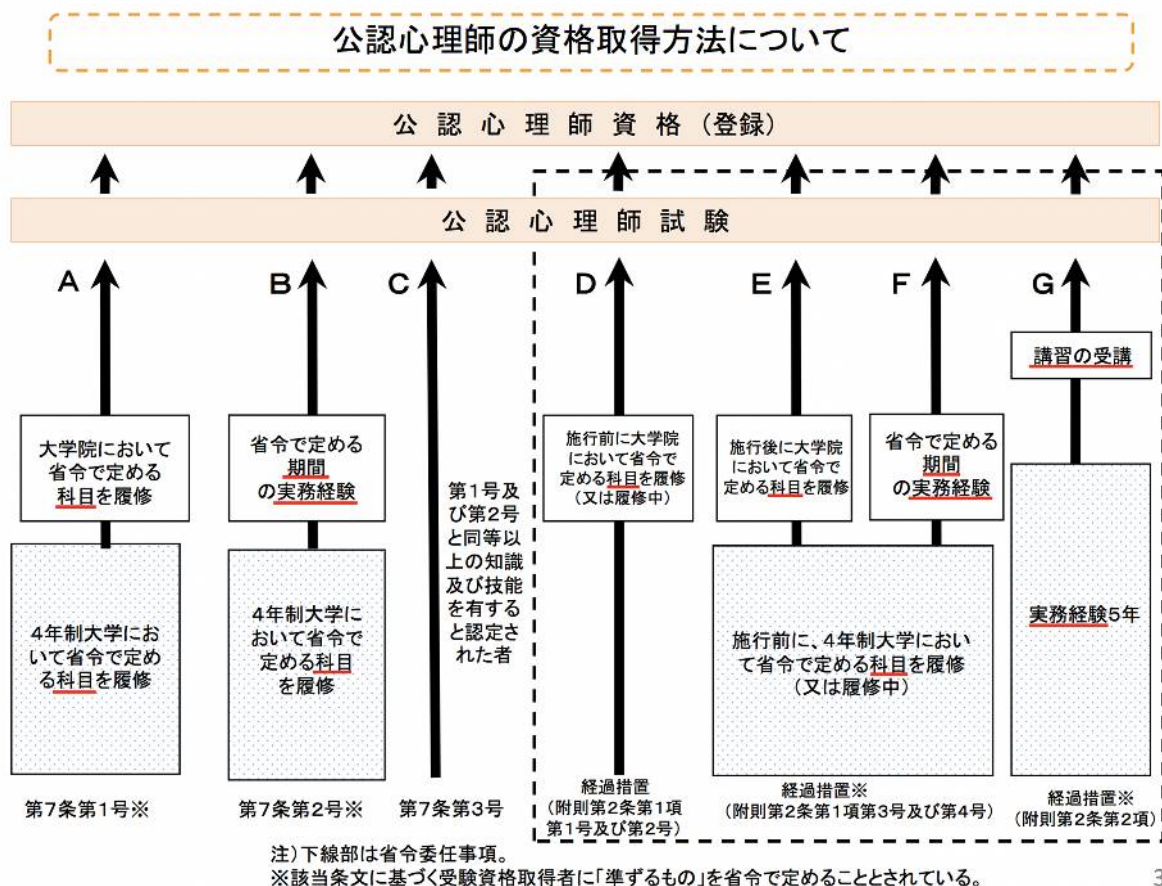 公認心理師の資格取得方法について
公認心理師資格(登録)
公認心理師試験
A
大学院において
省令で定める
科目を履修
4年制大学にお
いて省令で定め
る科目を履修
第7条第1号※
B
省令で定める
期間
の実務経験
4年制大学に
おいて省令で
定める科目
を履修
第7条第2号※
C
第1号及
び第2号
と同等以
上の知識
及び技能
を有する
と認定さ
れた者
第7条第3号
D
施行前に大学院
において省令で
定める科目を履修
(又は履修中)
経過措置
(附則第2条第1項
第1号及び第2号)
E
施行後に大学院
において省令で
定める科目を履修
F
省令で定める
期間
の実務経験
施行前に、4年制大学におい
て省令で定める科目を履修
(又は履修中)
経過措置※
(附則第2条第1項第3号及び第4号)
G
講習の受講
実務経験5年
経過措置※
(附則第2条第2項)
注)下線部は省令委任事項。
※該当条文に基づく受験資格取得者に「準ずるもの」を省令で定めることとされている。
3